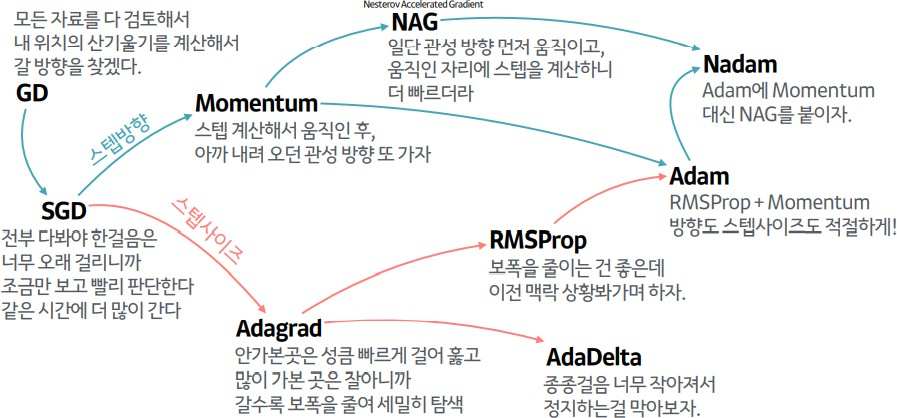 모든 자료를 다 검토해서
내 위치의 산기울기를 계산해서
갈 방향을 찾겠다.
GD
스텝방향
SGD
전부 다봐야 한걸음은
너무 오래 걸리니까
조금만 보고 빨리 판단한다
같은 시간에 더 많이 간다
스텝사이즈
Momentum
스텝 계산해서 움직인 후,
아까 내려 오던 관성 방향 또 가자
Nesterov Accelerated Gradient
NAG
일단 관성 방향 먼저 움직이고,
움직인 자리에 스텝을 계산하니
더 빠르더라
Nadam
Adam에 Momentum
대신 NAG를 붙이자.
Adam
RMSProp + Momentum
방향도 스텝사이즈도 적절하게!
RMSProp
보폭을 줄이는 건 좋은데
이전 맥락 상황봐가며 하자.
Adagrad
안가본곳은 성큼 빠르게 걸어 훑고
많이 가본 곳은 잘아니까
갈수록 보폭을 줄여 세밀히 탐색
AdaDelta
종종걸음 너무 작아져서
정지하는걸 막아보자.